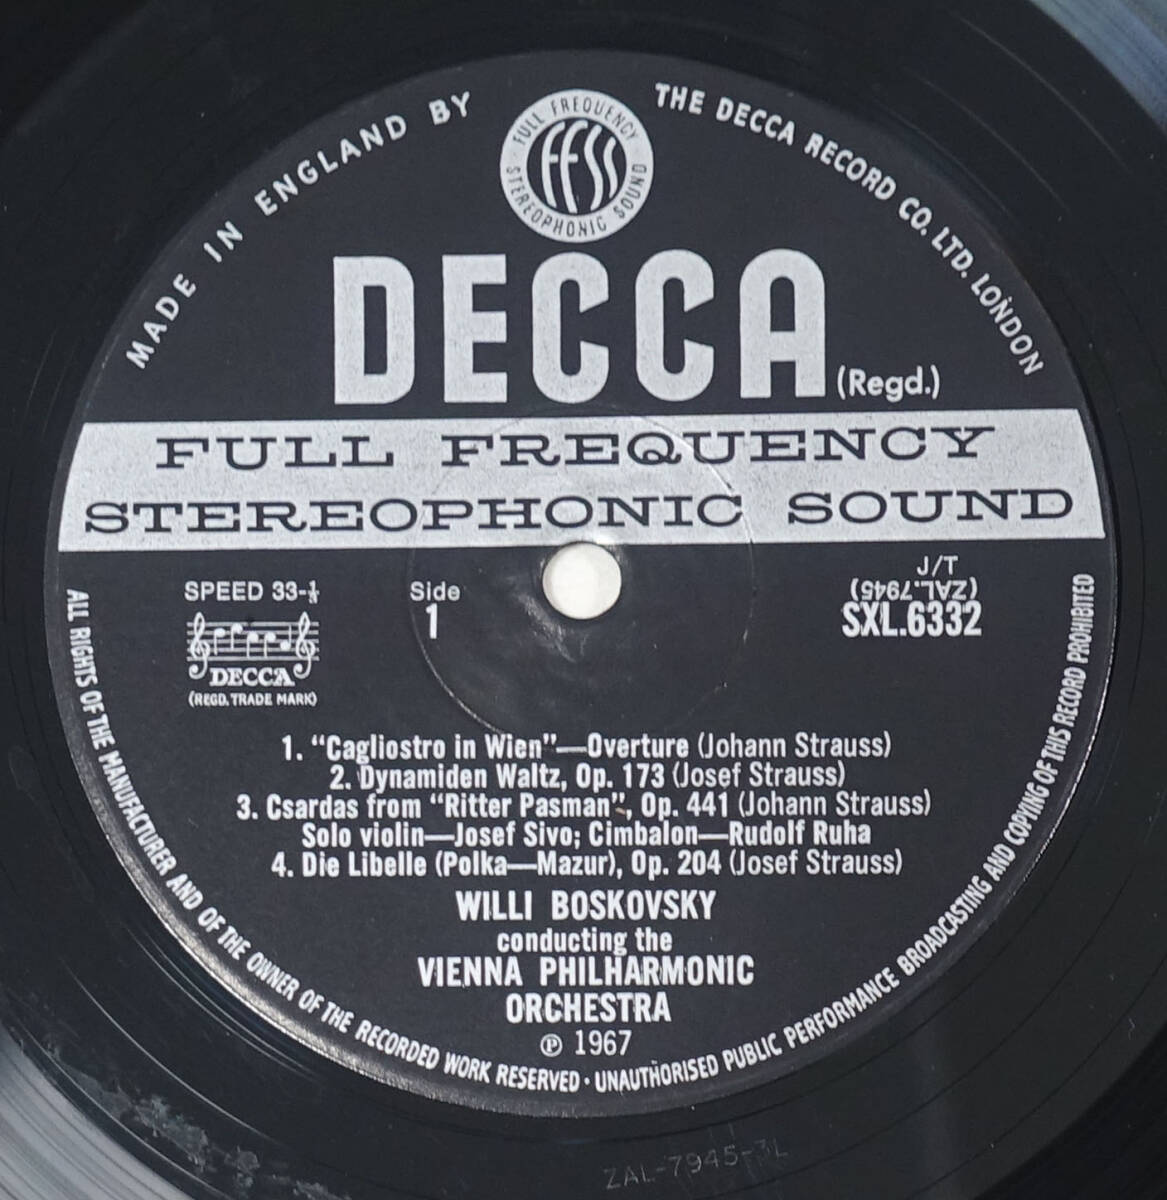 MADE IN ENGLAND BY
THE DECCA RECORD CO. LTD. LONDON
FULL FREQUENCY
ffss
STEREOPHONIC SOUND
DECCA
(Regd.)
FULL FREQUENCY
STEREOPHONIC SOUND
SPEED 33-⅓
Side
1
J/T
(ZAL.7945)
SXL.6332
DECCA
(REGD. TRADE MARK)
1. “Cagliostro in Wien”—Overture (Johann Strauss)
2. Dynamiden Waltz, Op. 173 (Josef Strauss)
3. Csardas from “Ritter Pasman”, Op. 441 (Johann Strauss)
Solo violin—Josef Sivo; Cimbalon—Rudolf Ruha
4. Die Libelle (Polka—Mazur), Op. 204 (Josef Strauss)
WILLI BOSKOVSKY
conducting the
VIENNA PHILHARMONIC
ORCHESTRA
℗ 1967
ALL RIGHTS OF THE MANUFACTURER AND OF THE OWNER OF THE RECORDED WORK RESERVED · UNAUTHORISED PUBLIC PERFORMANCE BROADCASTING AND COPYING OF THIS RECORD PROHIBITED
ZAL-7945-3L